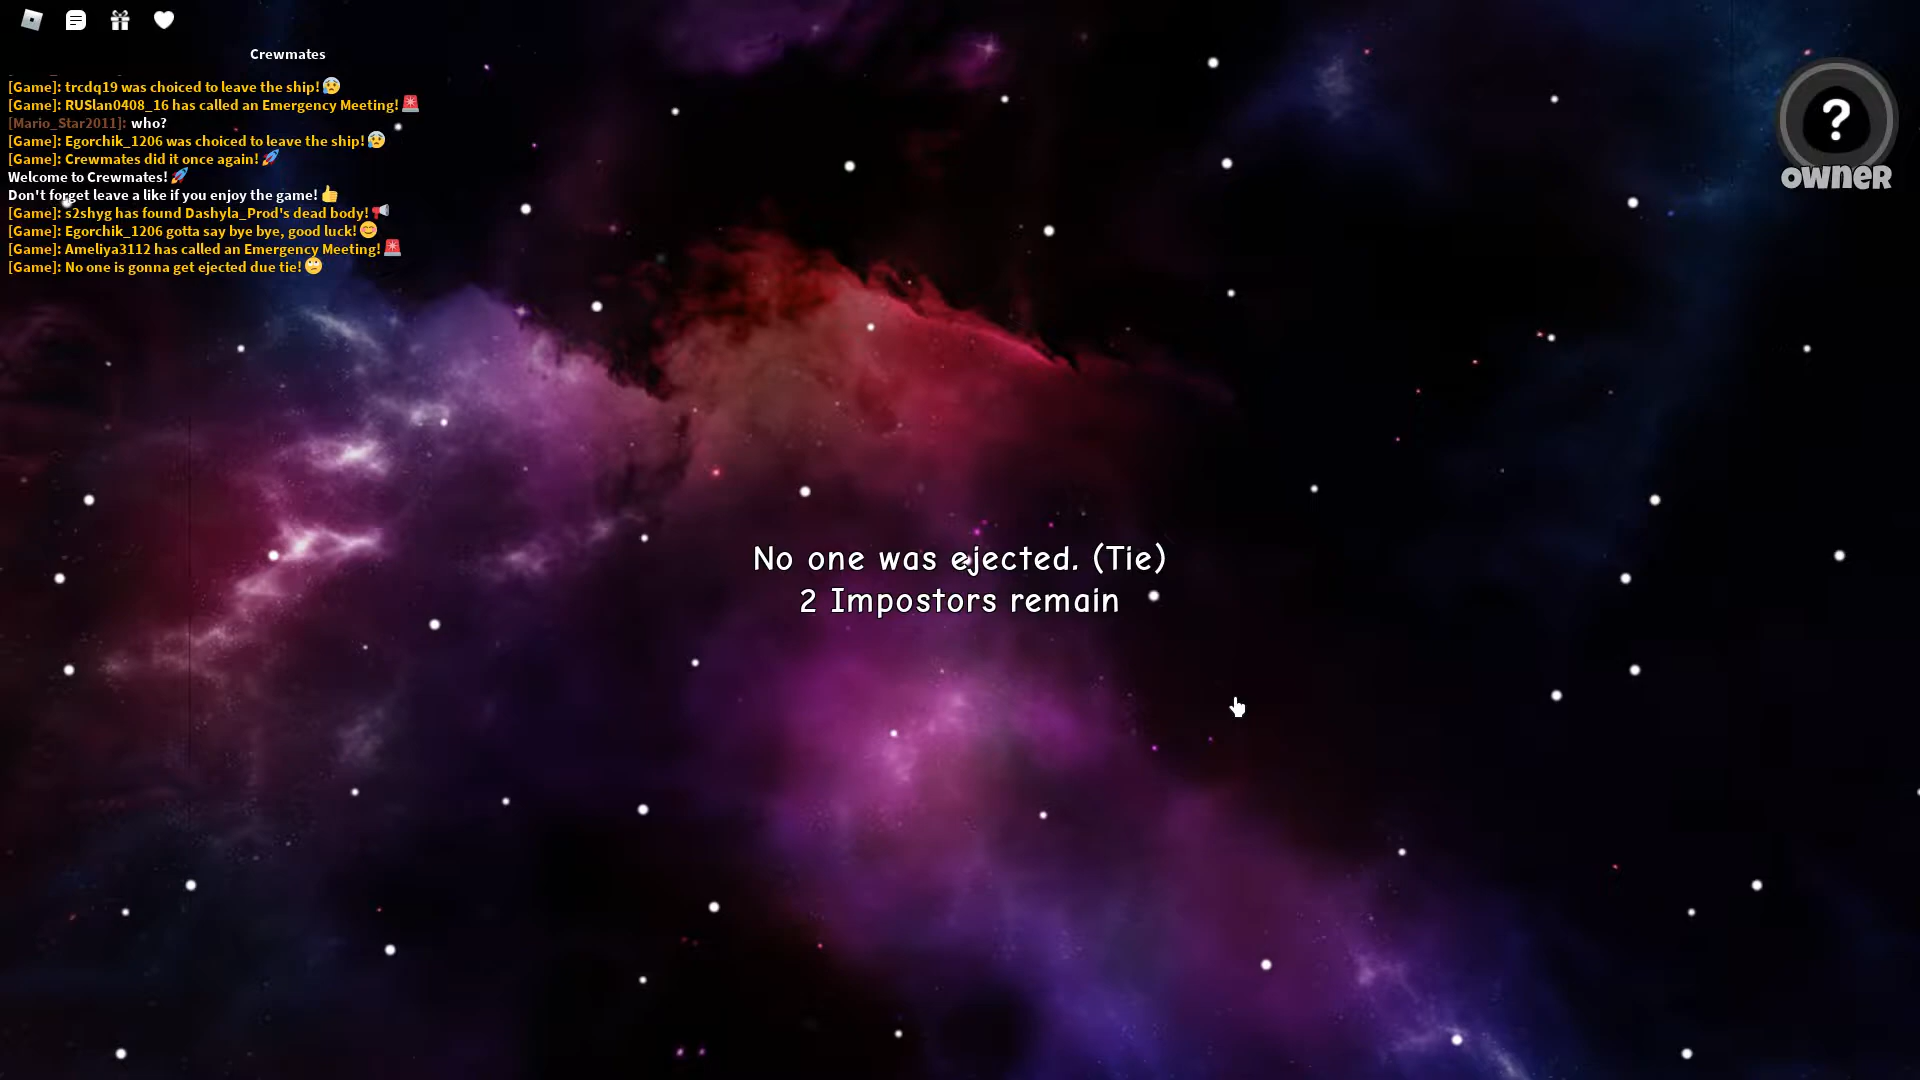 Crewmates
[Game]: trcdq19 was choiced to leave the ship! 😰
[Game]: RUSlan0408_16 has called an Emergency Meeting! 🚨
[Mario_Star2011]: who?
[Game]: Egorchik_1206 was choiced to leave the ship! 😰
[Game]: Crewmates did it once again! 🚀
Welcome to Crewmates! 🚀
Don't forget leave a like if you enjoy the game! 👍
[Game]: s2shyg has found Dashyla_Prod's dead body! 📢
[Game]: Egorchik_1206 gotta say bye bye, good luck! 😊
[Game]: Ameliya3112 has called an Emergency Meeting! 🚨
[Game]: No one is gonna get ejected due tie! 🙄
?
OWNER
No one was ejected. (Tie)
2 Impostors remain